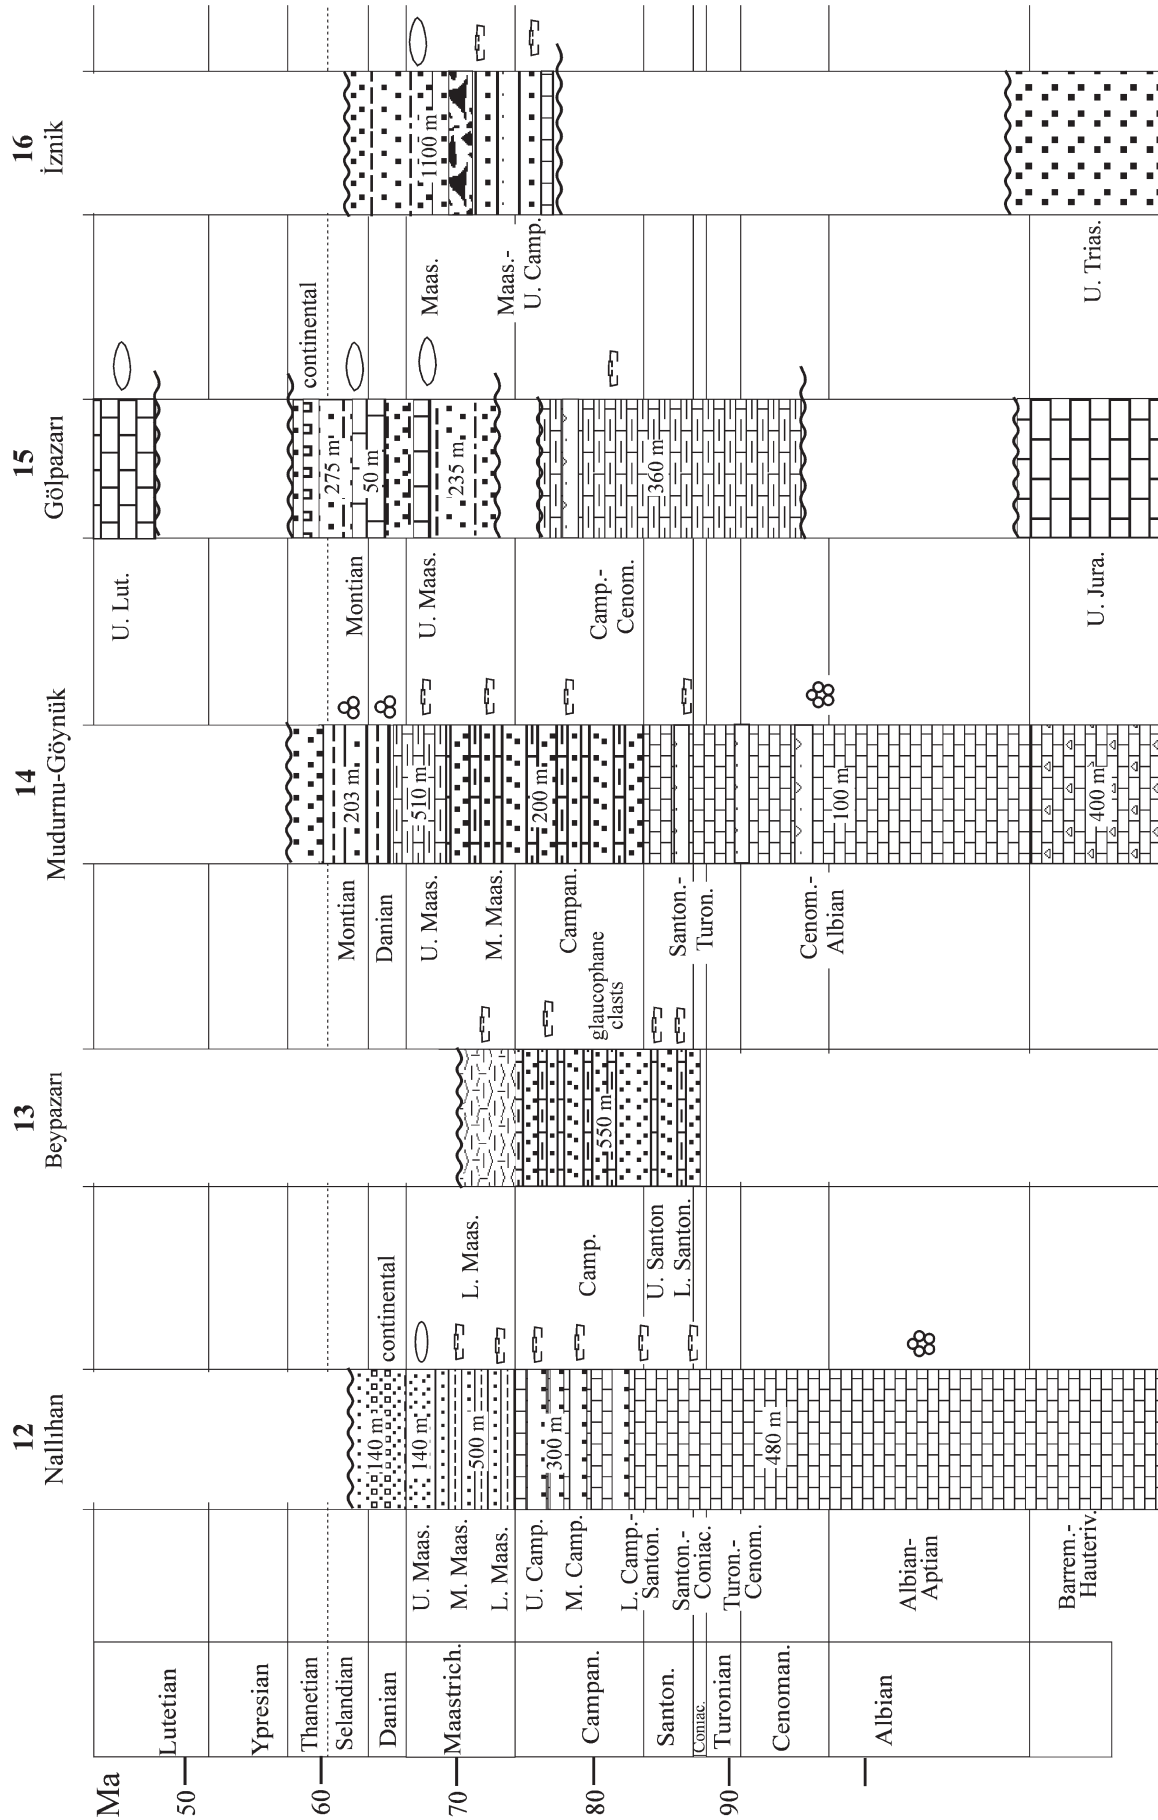 Ma
50
60
70
80
90
Lutetian
Ypresian
Thanetian
Selandian
Danian
Maastrich.
Campan.
Santon.
Coniac.
Turonian
Cenoman.
Albian
12
Nallıhan
U. Maas.
M. Maas.
L. Maas.
U. Camp.
M. Camp.
L. Camp.-
Santon.
Santon.-
Coniac.
Turon.-
Cenom.
Albian-
Aptian
Barrem.-
Hauteriv.
140 m
140 m
500 m
300 m
480 m
continental
13
Beypazarı
L. Maas.
Camp.
U. Santon
L. Santon.
550 m
glaucophane
clasts
14
Mudurnu-Göynük
Montian
Danian
U. Maas.
M. Maas.
Campan.
Santon.-
Turon.
Cenom.-
Albian
203 m
510 m
200 m
100 m
400 m
15
Gölpazarı
U. Lut.
Montian
U. Maas.
Camp.-
Cenom.
U. Jura.
275 m
50 m
235 m
360 m
continental
16
İznik
Maas.
Maas.-
U. Camp.
U. Trias.
1100 m